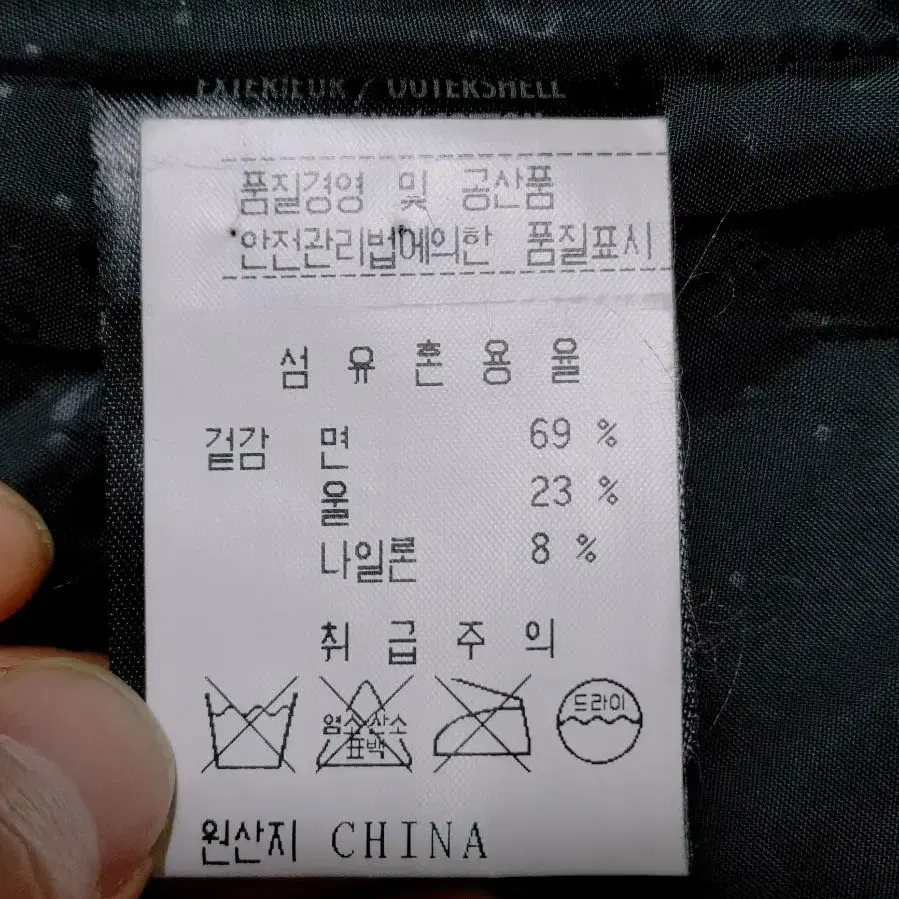 EXTERIEUR / OUTERSHELL
품질경영 및 공산품
안전관리법에의한 품질표시
섬 유 혼 용 율
겉감 면 69 %
울 23 %
나일론 8 %
취 급 주 의
염소 산소
표백
드라이
원산지 CHINA